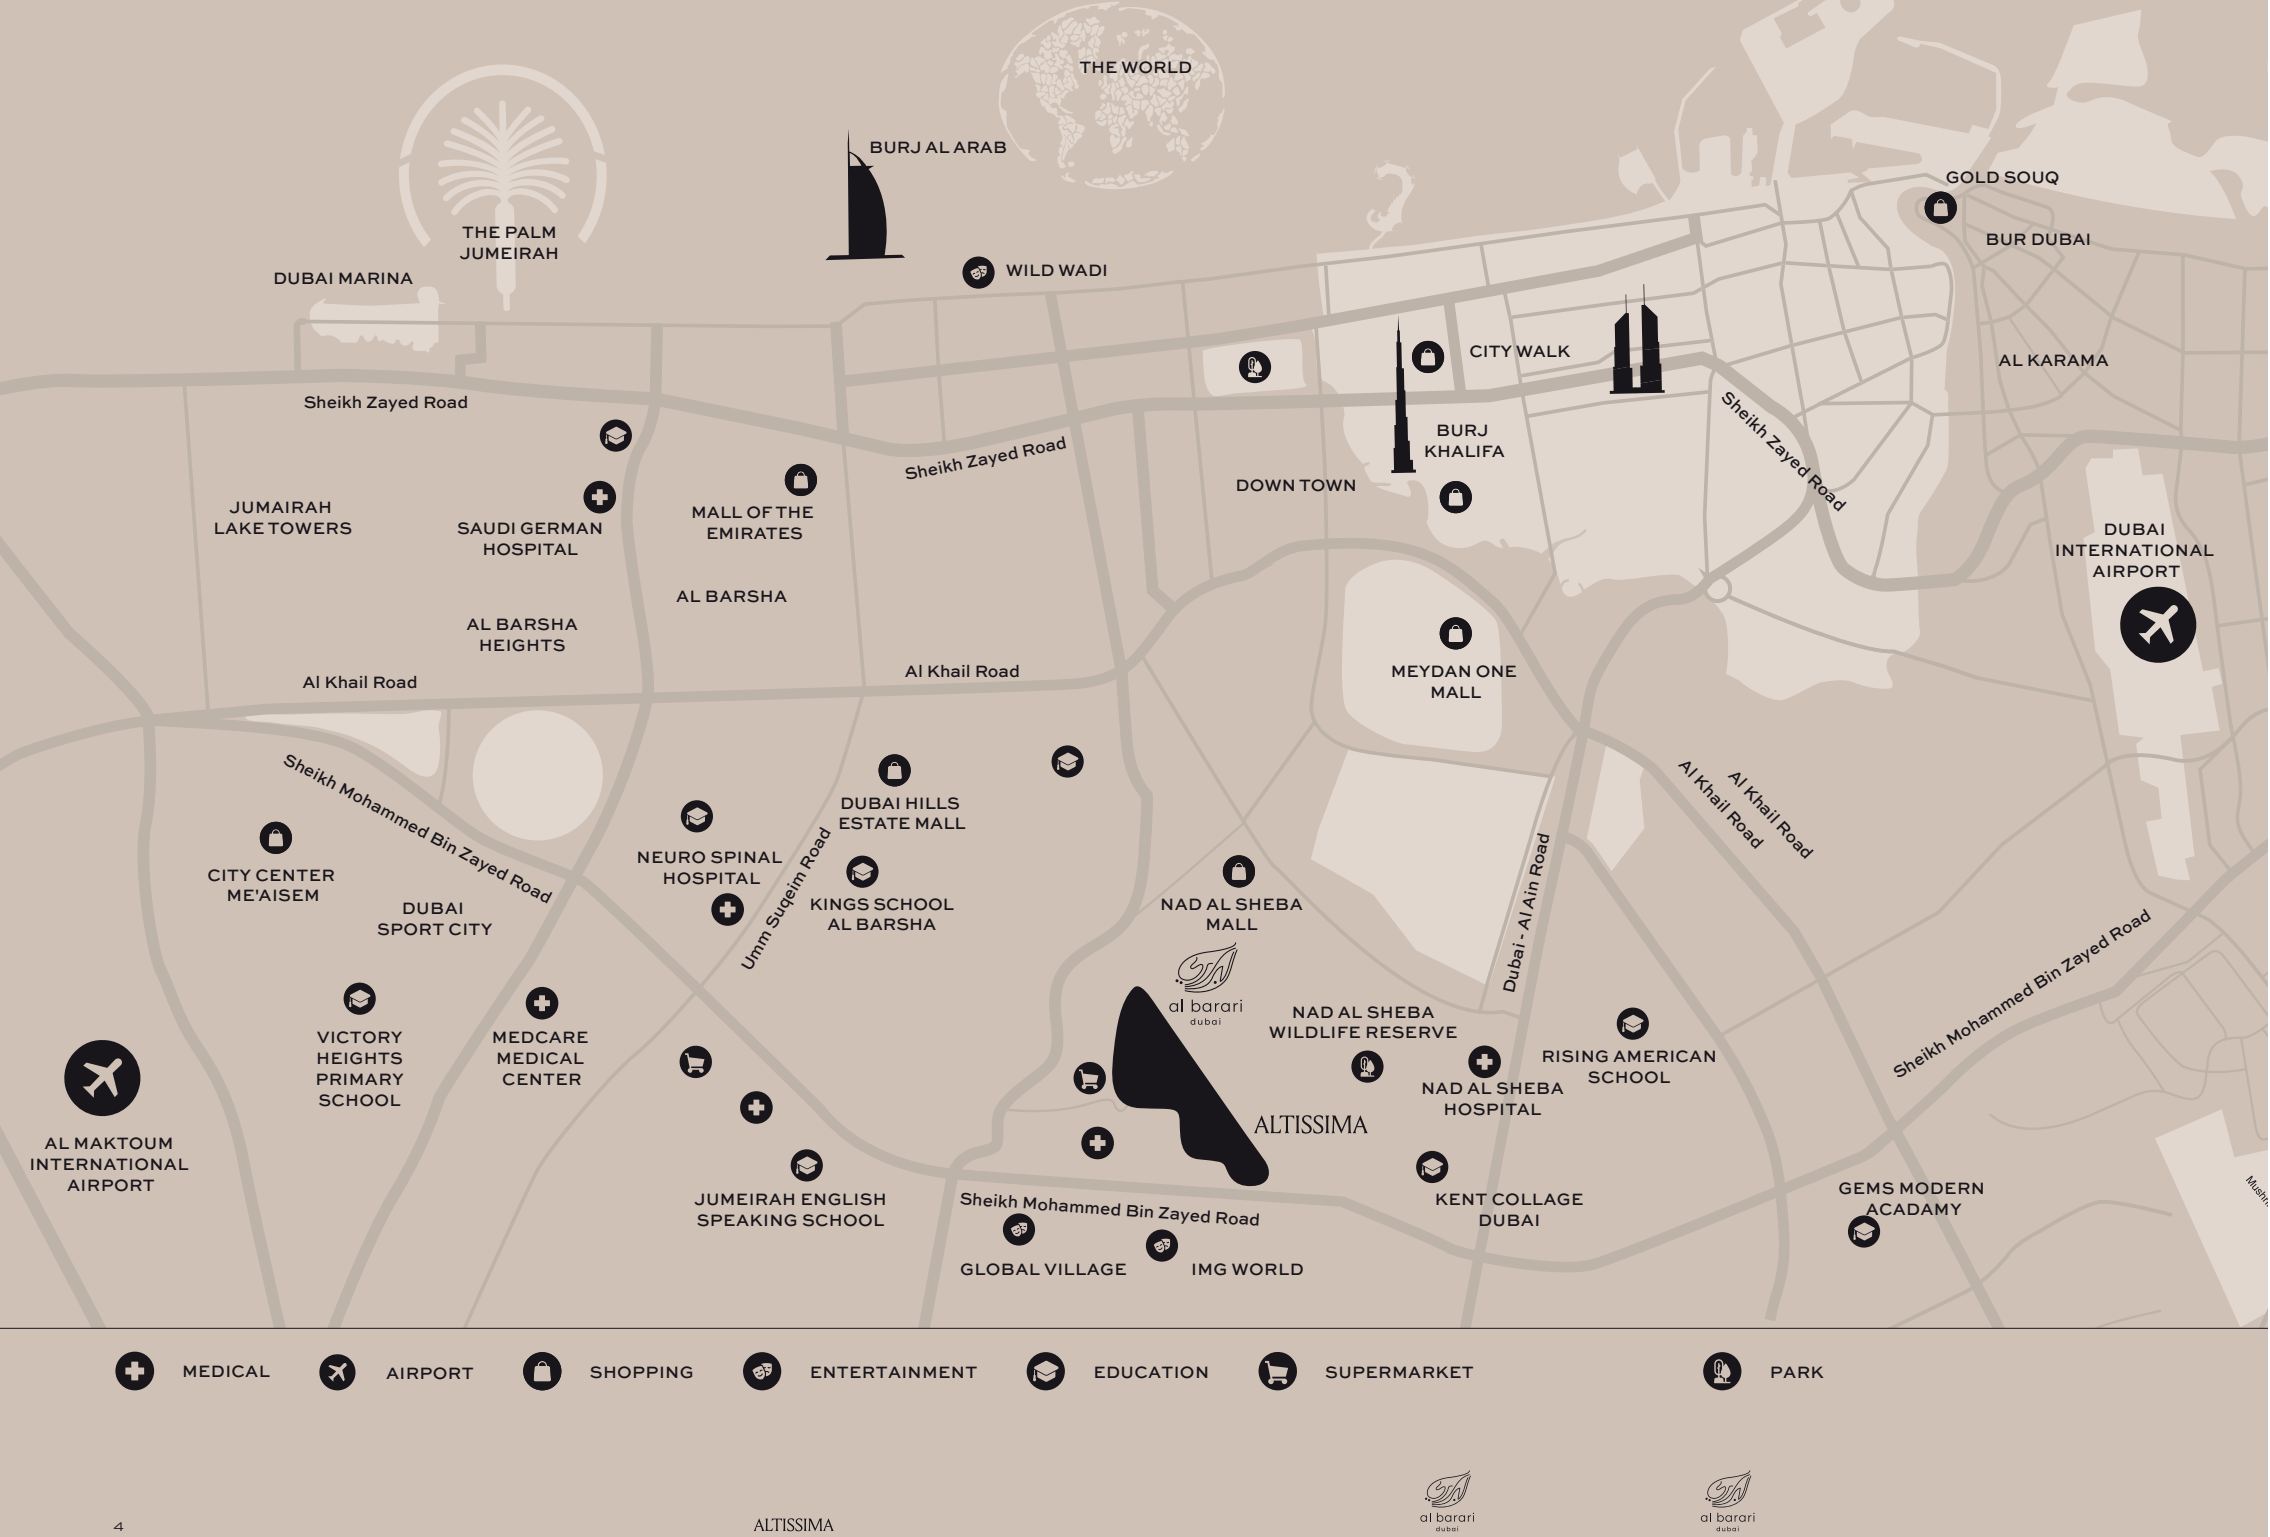 THE WORLD
BURJ AL ARAB
GOLD SOUQ
THE PALM
JUMEIRAH
BUR DUBAI
DUBAI MARINA
WILD WADI
CITY WALK
AL KARAMA
Sheikh Zayed Road
Sheikh Zayed Road
Sheikh Zayed Road
BURJ
KHALIFA
DOWN TOWN
JUMAIRAH
LAKE TOWERS
SAUDI GERMAN
HOSPITAL
MALL OF THE
EMIRATES
DUBAI
INTERNATIONAL
AIRPORT
AL BARSHA
AL BARSHA
HEIGHTS
Al Khail Road
Al Khail Road
MEYDAN ONE
MALL
Sheikh Mohammed Bin Zayed Road
DUBAI HILLS
ESTATE MALL
Al Khail Road
Al Khail Road
CITY CENTER
ME'AISEM
NEURO SPINAL
HOSPITAL
Umm Suqeim Road
KINGS SCHOOL
AL BARSHA
NAD AL SHEBA
MALL
Dubai - Al Ain Road
DUBAI
SPORT CITY
al barari
dubai
Sheikh Mohammed Bin Zayed Road
NAD AL SHEBA
WILDLIFE RESERVE
VICTORY
HEIGHTS
PRIMARY
SCHOOL
MEDCARE
MEDICAL
CENTER
RISING AMERICAN
SCHOOL
NAD AL SHEBA
HOSPITAL
ALTISSIMA
AL MAKTOUM
INTERNATIONAL
AIRPORT
JUMEIRAH ENGLISH
SPEAKING SCHOOL
Sheikh Mohammed Bin Zayed Road
KENT COLLAGE
DUBAI
GEMS MODERN
ACADAMY
GLOBAL VILLAGE
IMG WORLD
MEDICAL
AIRPORT
SHOPPING
ENTERTAINMENT
EDUCATION
SUPERMARKET
PARK
4
ALTISSIMA
al barari
dubai
al barari
dubai